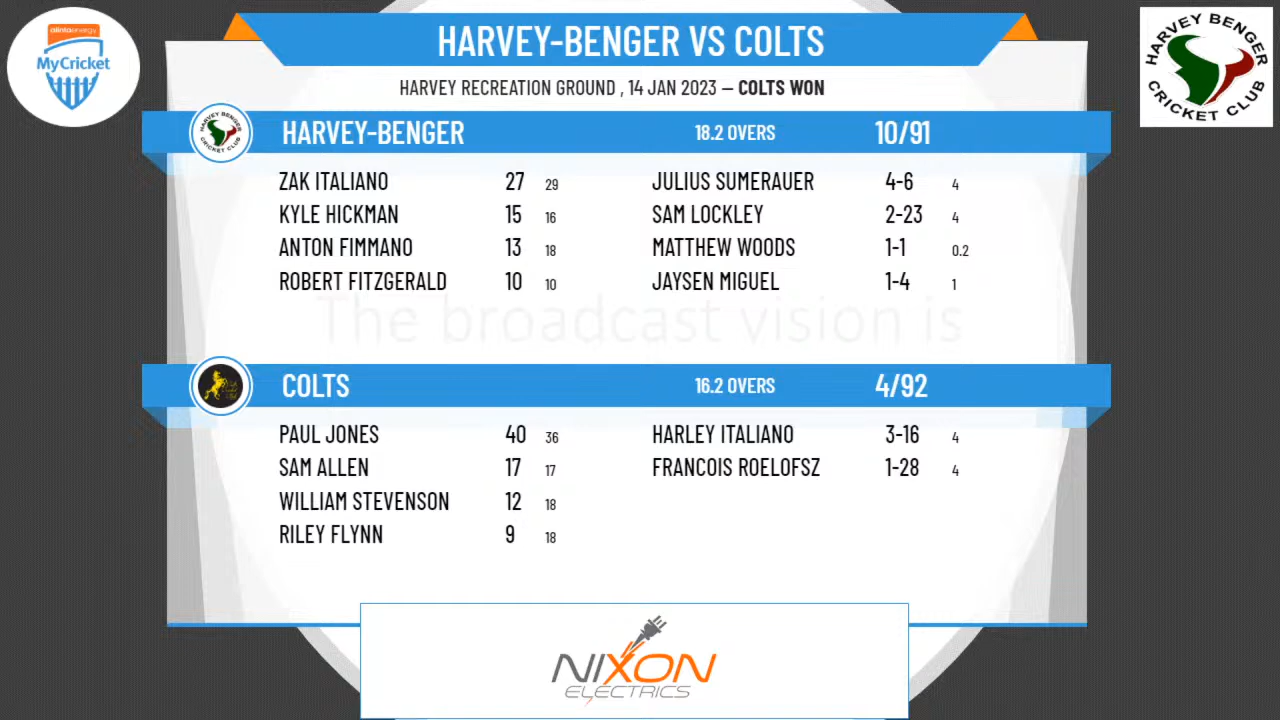 alintaenergy
MyCricket
HARVEY-BENGER VS COLTS
HARVEY RECREATION GROUND , 14 JAN 2023 – COLTS WON
HARVEY BENGER
CRICKET CLUB
HARVEY-BENGER 18.2 OVERS 10/91
ZAK ITALIANO 27 29 JULIUS SUMERAUER 4-6 4
KYLE HICKMAN 15 16 SAM LOCKLEY 2-23 4
ANTON FIMMANO 13 18 MATTHEW WOODS 1-1 0.2
ROBERT FITZGERALD 10 10 JAYSEN MIGUEL 1-4 1
The broadcast vision is
COLTS 16.2 OVERS 4/92
PAUL JONES 40 36 HARLEY ITALIANO 3-16 4
SAM ALLEN 17 17 FRANCOIS ROELOFSZ 1-28 4
WILLIAM STEVENSON 12 18
RILEY FLYNN 9 18
NIXON
ELECTRICS